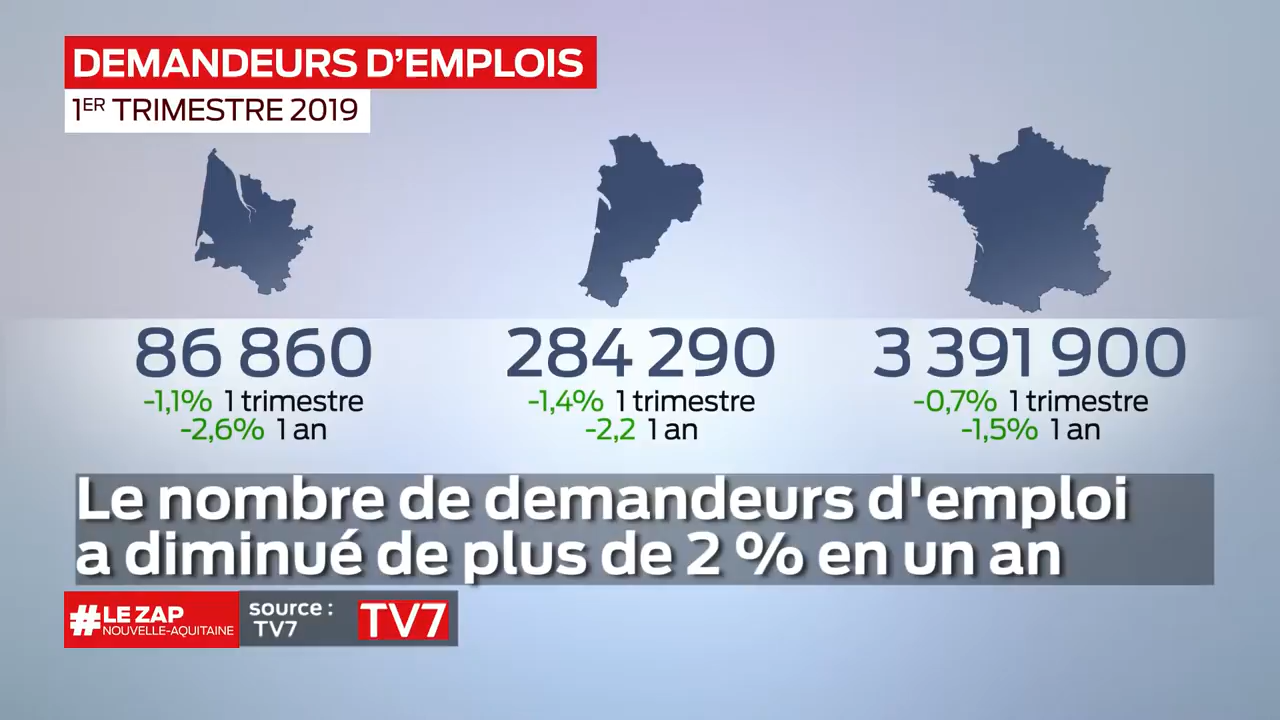 DEMANDEURS D’EMPLOIS
1ER TRIMESTRE 2019
86 860
-1,1% 1 trimestre
-2,6% 1 an
284 290
-1,4% 1 trimestre
-2,2 1 an
3 391 900
-0,7% 1 trimestre
-1,5% 1 an
Le nombre de demandeurs d'emploi
a diminué de plus de 2 % en un an
#LE ZAP
NOUVELLE-AQUITAINE
source :
TV7
TV7